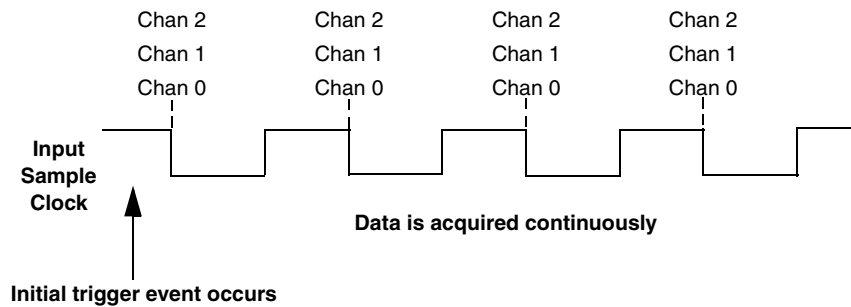 Chan 2 Chan 2 Chan 2 Chan 2
Chan 1 Chan 1 Chan 1 Chan 1
Chan 0 Chan 0 Chan 0 Chan 0
Input
Sample
Clock
Data is acquired continuously
Initial trigger event occurs